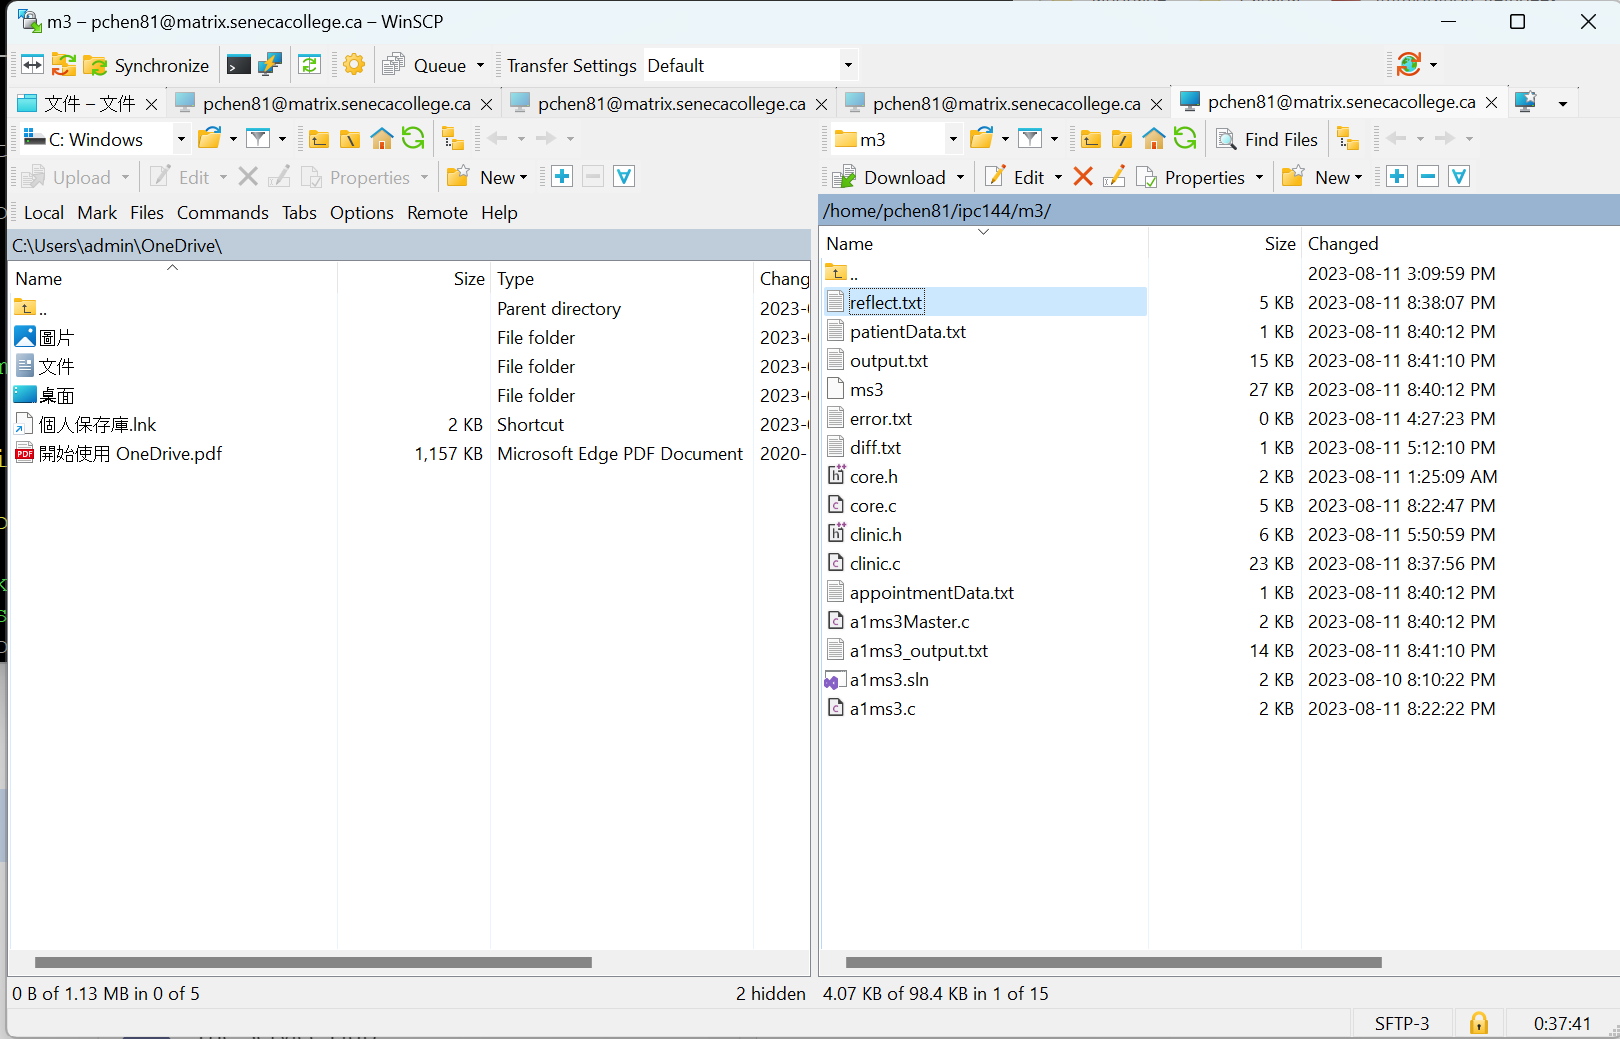 m3 – pchen81@matrix.senecacollege.ca – WinSCP
Synchronize Queue Transfer Settings Default
文件 – 文件 pchen81@matrix.senecacollege.ca pchen81@matrix.senecacollege.ca pchen81@matrix.senecacollege.ca pchen81@matrix.senecacollege.ca
C: Windows
Upload Edit Properties New
Local Mark Files Commands Tabs Options Remote Help
C:\Users\admin\OneDrive\
Name Size Type Chang
.. Parent directory 2023-
圖片 File folder 2023-
文件 File folder 2023-
桌面 File folder 2023-
個人保存庫.lnk 2 KB Shortcut 2023-
PDF 開始使用 OneDrive.pdf 1,157 KB Microsoft Edge PDF Document 2020-
0 B of 1.13 MB in 0 of 5 2 hidden
m3 Find Files
Download Edit Properties New
/home/pchen81/ipc144/m3/
Name Size Changed
.. 2023-08-11 3:09:59 PM
reflect.txt 5 KB 2023-08-11 8:38:07 PM
patientData.txt 1 KB 2023-08-11 8:40:12 PM
output.txt 15 KB 2023-08-11 8:41:10 PM
ms3 27 KB 2023-08-11 8:40:12 PM
error.txt 0 KB 2023-08-11 4:27:23 PM
diff.txt 1 KB 2023-08-11 5:12:10 PM
core.h 2 KB 2023-08-11 1:25:09 AM
core.c 5 KB 2023-08-11 8:22:47 PM
clinic.h 6 KB 2023-08-11 5:50:59 PM
clinic.c 23 KB 2023-08-11 8:37:56 PM
appointmentData.txt 1 KB 2023-08-11 8:40:12 PM
a1ms3Master.c 2 KB 2023-08-11 8:40:12 PM
a1ms3_output.txt 14 KB 2023-08-11 8:41:10 PM
a1ms3.sln 2 KB 2023-08-10 8:10:22 PM
a1ms3.c 2 KB 2023-08-11 8:22:22 PM
4.07 KB of 98.4 KB in 1 of 15
SFTP-3 0:37:41